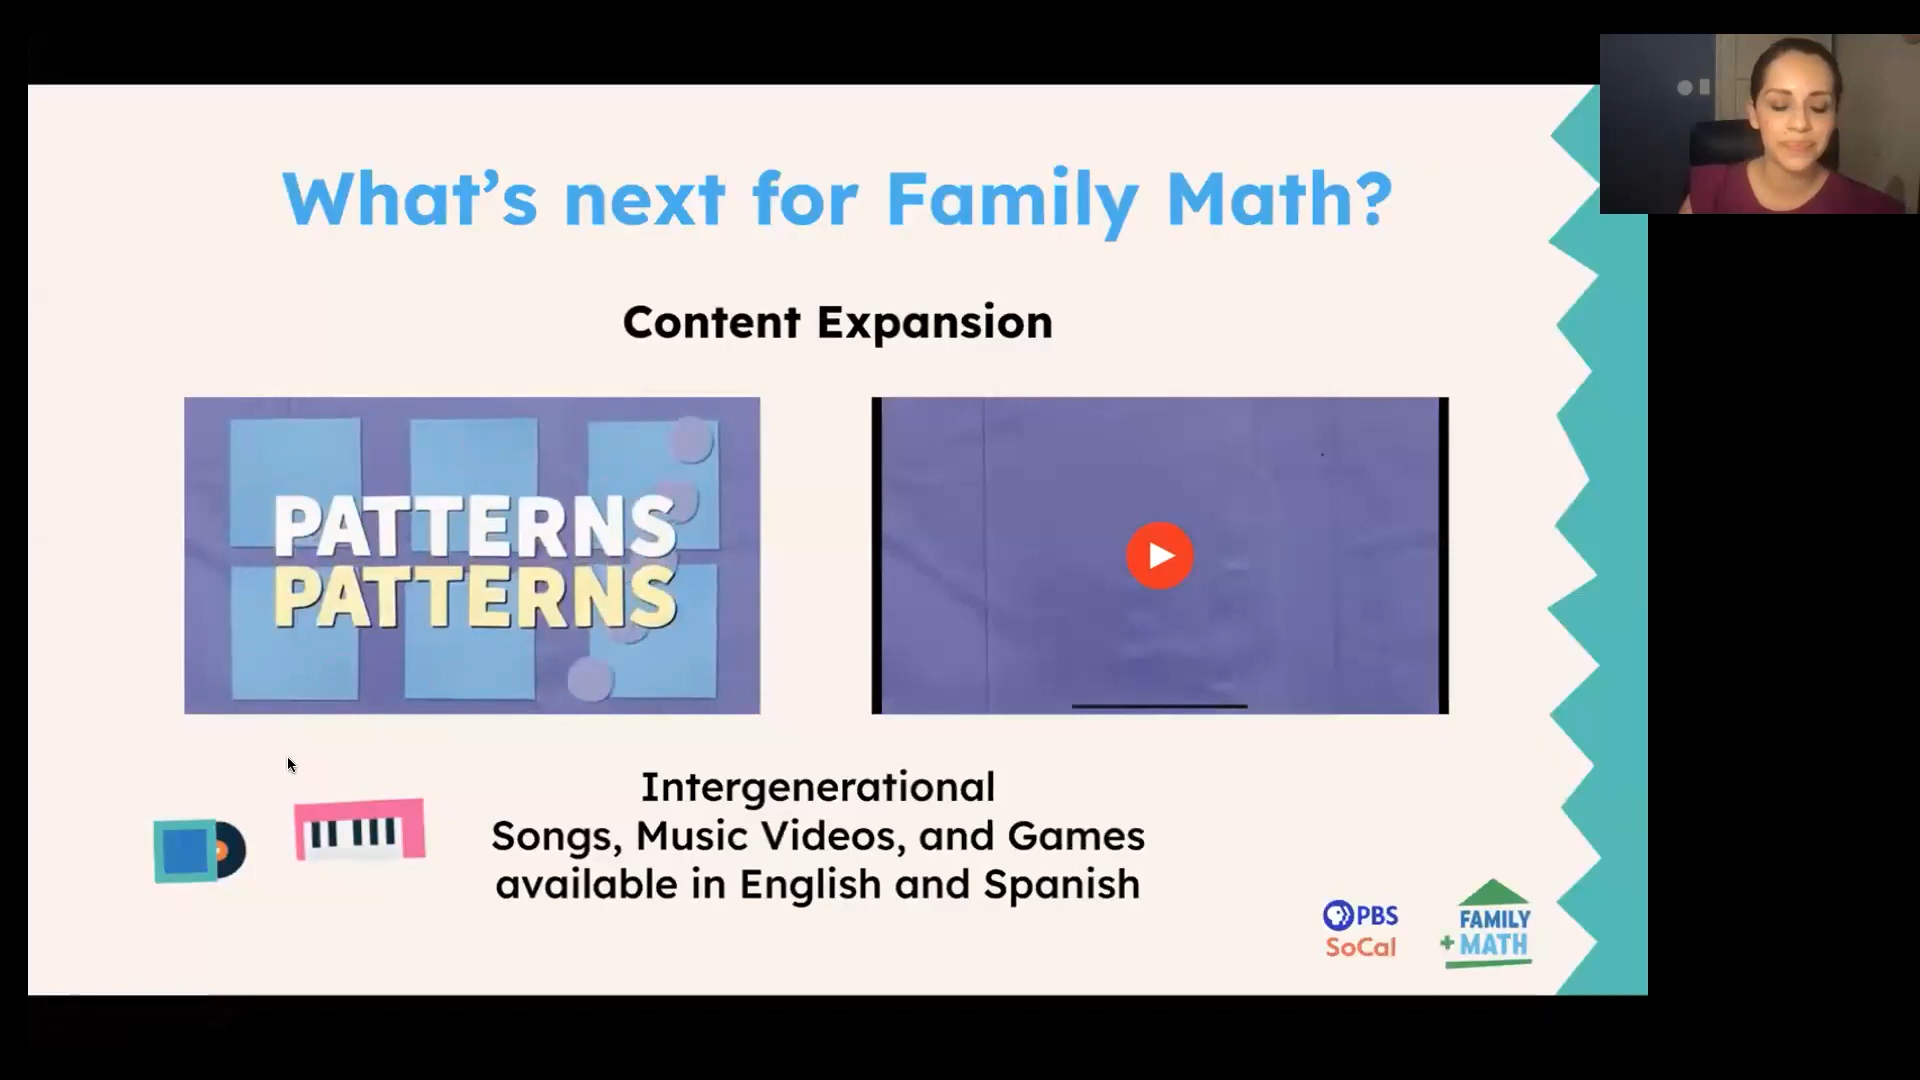 What's next for Family Math?
Content Expansion
PATTERNS
PATTERNS
Intergenerational
Songs, Music Videos, and Games
available in English and Spanish
PBS
SoCal
FAMILY
+ MATH